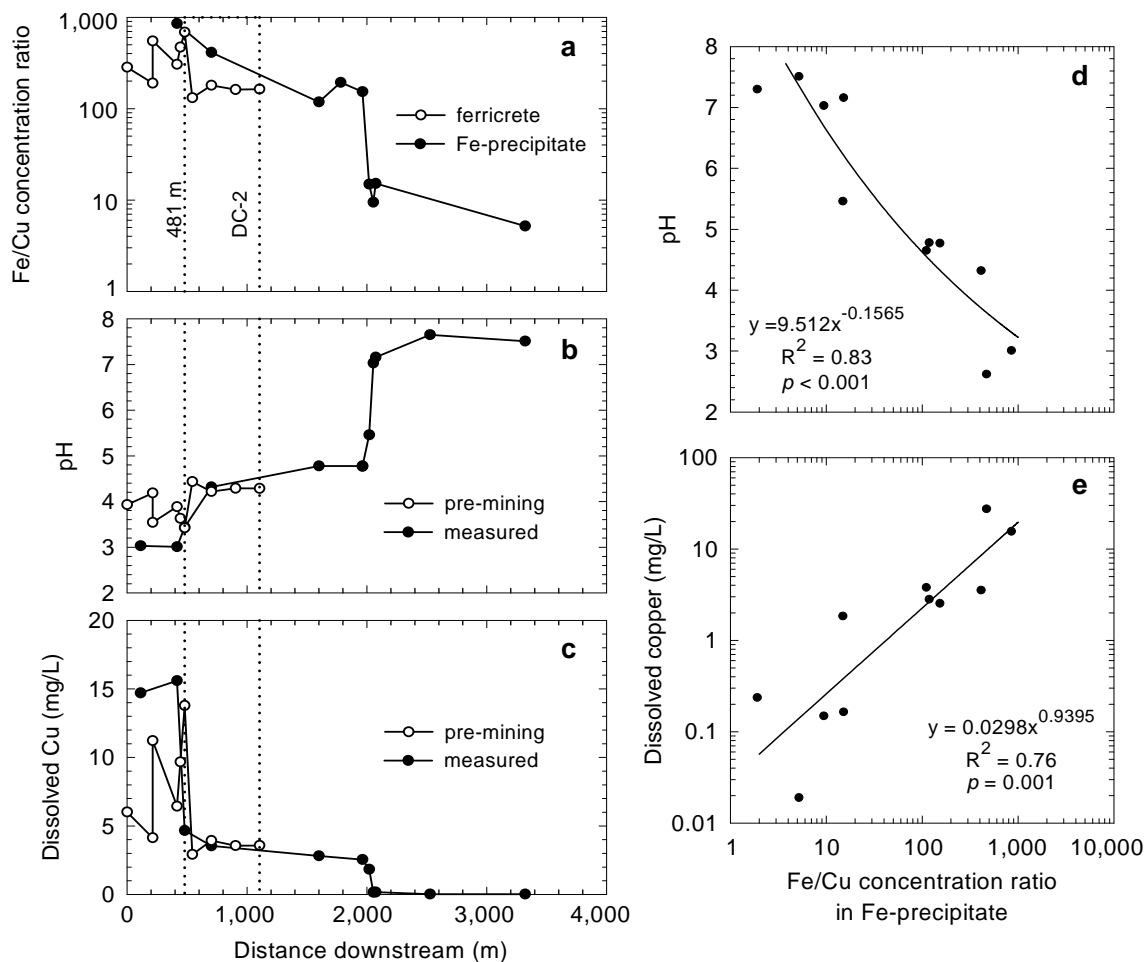 a
Fe/Cu concentration ratio
1,000
100
10
1
ferricrete
Fe-precipitate
481 m
DC-2
b
pH
8
7
6
5
4
3
2
pre-mining
measured
c
Dissolved Cu (mg/L)
20
15
10
5
0
pre-mining
measured
0 1,000 2,000 3,000 4,000
Distance downstream (m)
d
pH
8
7
6
5
4
3
2
y =9.512x^-0.1565
R² = 0.83
p < 0.001
e
Dissolved copper (mg/L)
100
10
1
0.1
0.01
y = 0.0298x^0.9395
R² = 0.76
p = 0.001
1 10 100 1,000 10,000
Fe/Cu concentration ratio
in Fe-precipitate